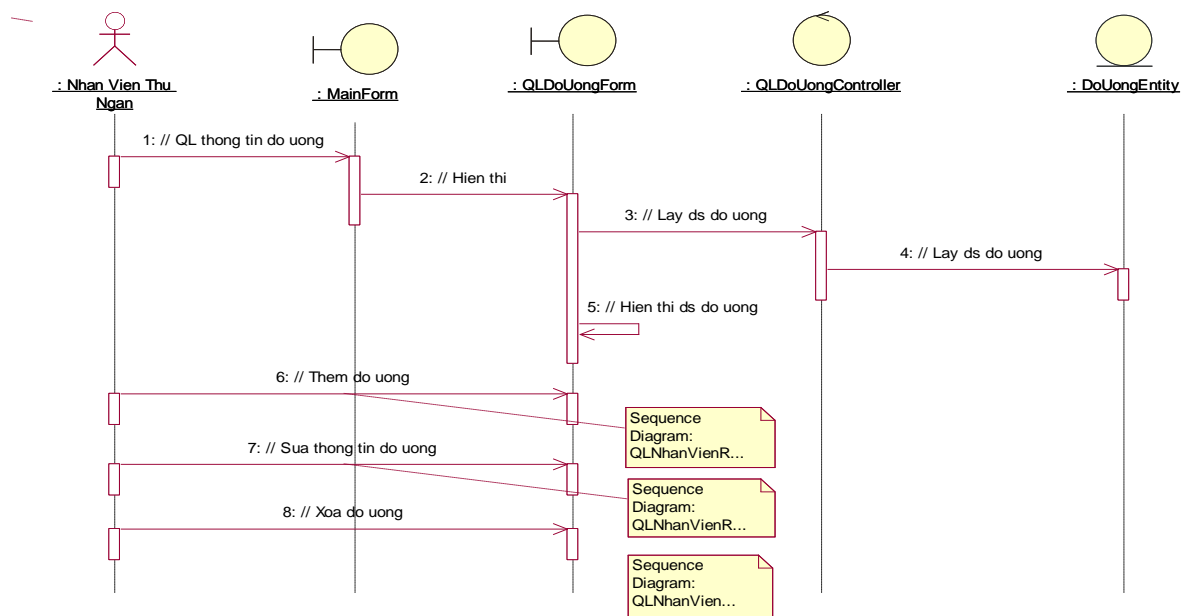 : Nhan Vien Thu
Ngan
: MainForm
: QLDoUongForm
: QLDoUongController
: DoUongEntity
1: // QL thong tin do uong
2: // Hien thi
3: // Lay ds do uong
4: // Lay ds do uong
5: // Hien thi ds do uong
6: // Them do uong
Sequence
Diagram:
QLNhanVienR...
7: // Sua thong tin do uong
Sequence
Diagram:
QLNhanVienR...
8: // Xoa do uong
Sequence
Diagram:
QLNhanVien...